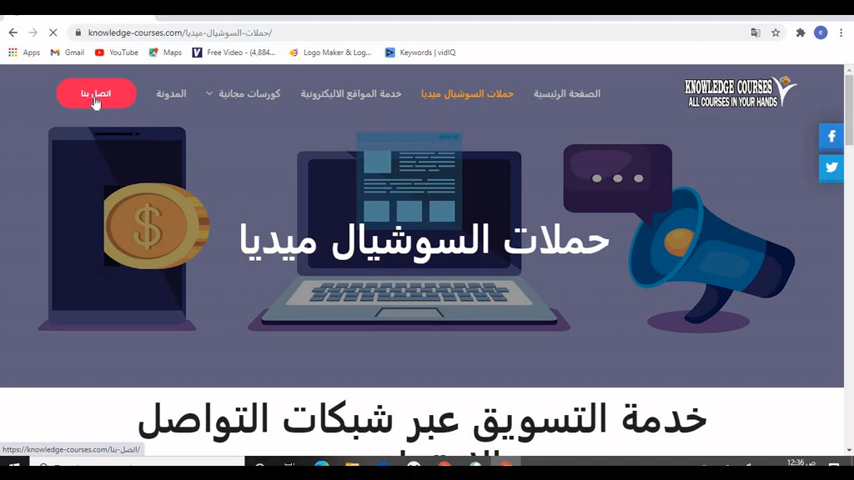 knowledge-courses.com/حملات-السوشيال-ميديا/
Apps
Gmail
YouTube
Maps
Free Video - (4,884...
Logo Maker & Log...
Keywords | vidIQ
KNOWLEDGE COURSES
ALL COURSES IN YOUR HANDS
الصفحة الرئيسية
حملات السوشيال ميديا
خدمة المواقع الاليكترونية
كورسات مجانية
المدونة
اتصل بنا
حملات السوشيال ميديا
خدمة التسويق عبر شبكات التواصل
https://knowledge-courses.com/اتصل-بنا/
12:36 ص